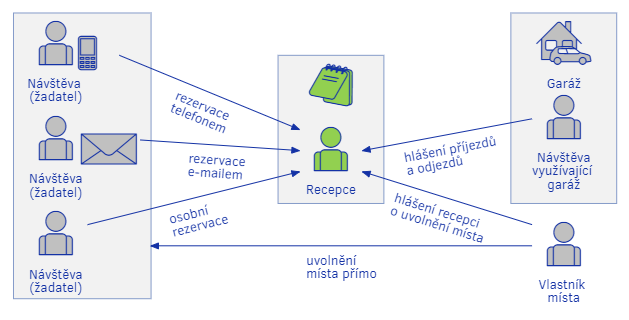 Návštěva
(žadatel)
Návštěva
(žadatel)
Návštěva
(žadatel)
rezervace
telefonem
rezervace
e-mailem
osobní
rezervace
Recepce
hlášení příjezdů
a odjezdů
hlášení recepci
o uvolnění místa
uvolnění
místa přímo
Garáž
Návštěva
využívající
garáž
Vlastník
místa